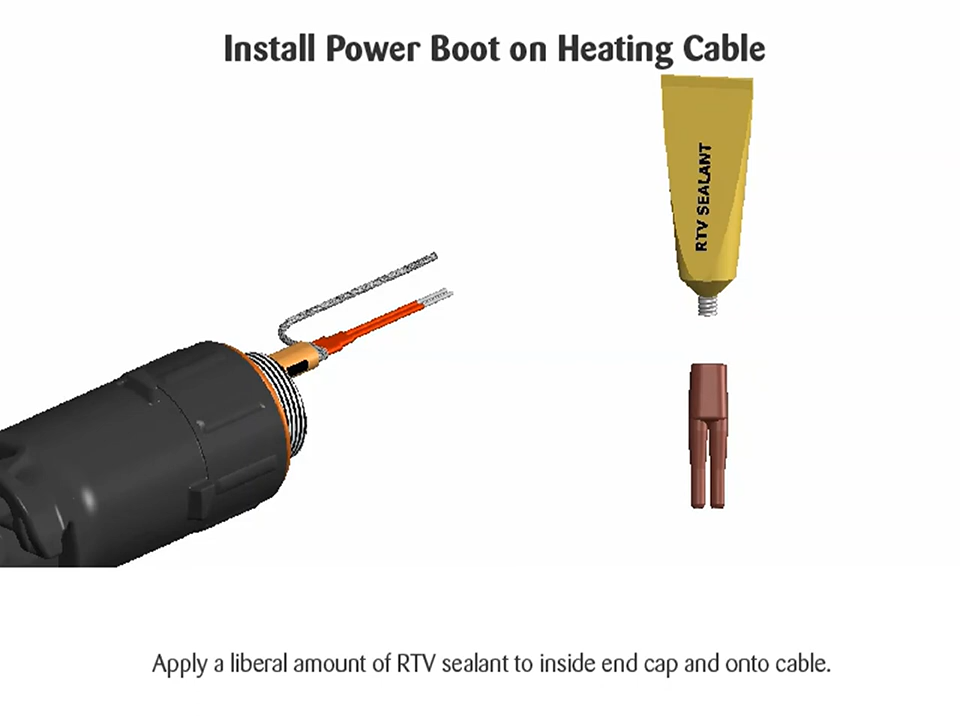 Install Power Boot on Heating Cable
RTV SEALANT
Apply a liberal amount of RTV sealant to inside end cap and onto cable.